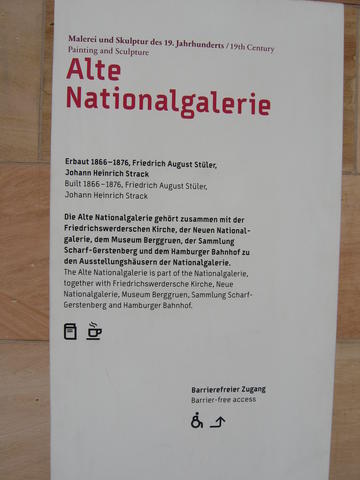 Malerei und Skulptur des 19. Jahrhunderts / 19th Century
Painting and Sculpture
Alte
Nationalgalerie
Erbaut 1866–1876, Friedrich August Stüler,
Johann Heinrich Strack
Built 1866–1876, Friedrich August Stüler,
Johann Heinrich Strack
Die Alte Nationalgalerie gehört zusammen mit der
Friedrichswerderschen Kirche, der Neuen National-
galerie, dem Museum Berggruen, der Sammlung
Scharf-Gerstenberg und dem Hamburger Bahnhof zu
den Ausstellungshäusern der Nationalgalerie.
The Alte Nationalgalerie is part of the Nationalgalerie,
together with Friedrichswerdersche Kirche, Neue
Nationalgalerie, Museum Berggruen, Sammlung Scharf-
Gerstenberg and Hamburger Bahnhof.
Barrierefreier Zugang
Barrier-free access